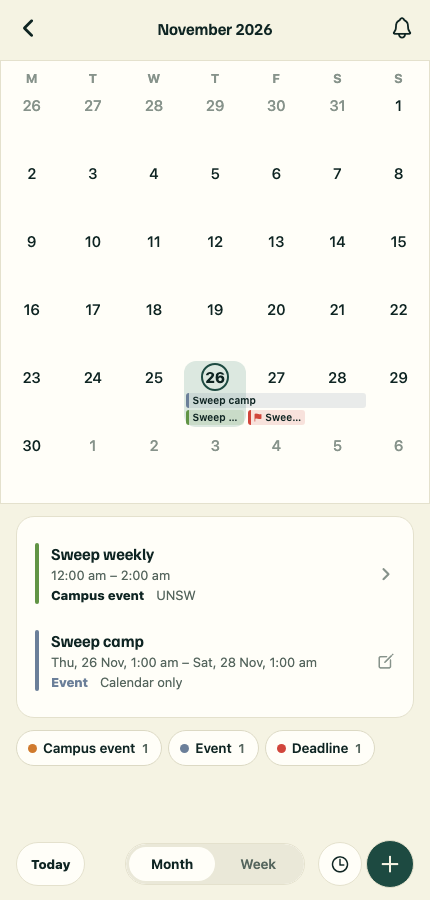 November 2026
M T W T F S S
26 27 28 29 30 31 1
2 3 4 5 6 7 8
9 10 11 12 13 14 15
16 17 18 19 20 21 22
23 24 25 26 27 28 29
Sweep camp
Sweep ... Swee...
30 1 2 3 4 5 6
Sweep weekly
12:00 am – 2:00 am
Campus event UNSW
Sweep camp
Thu, 26 Nov, 1:00 am – Sat, 28 Nov, 1:00 am
Event Calendar only
Campus event 1 Event 1 Deadline 1
Today Month Week